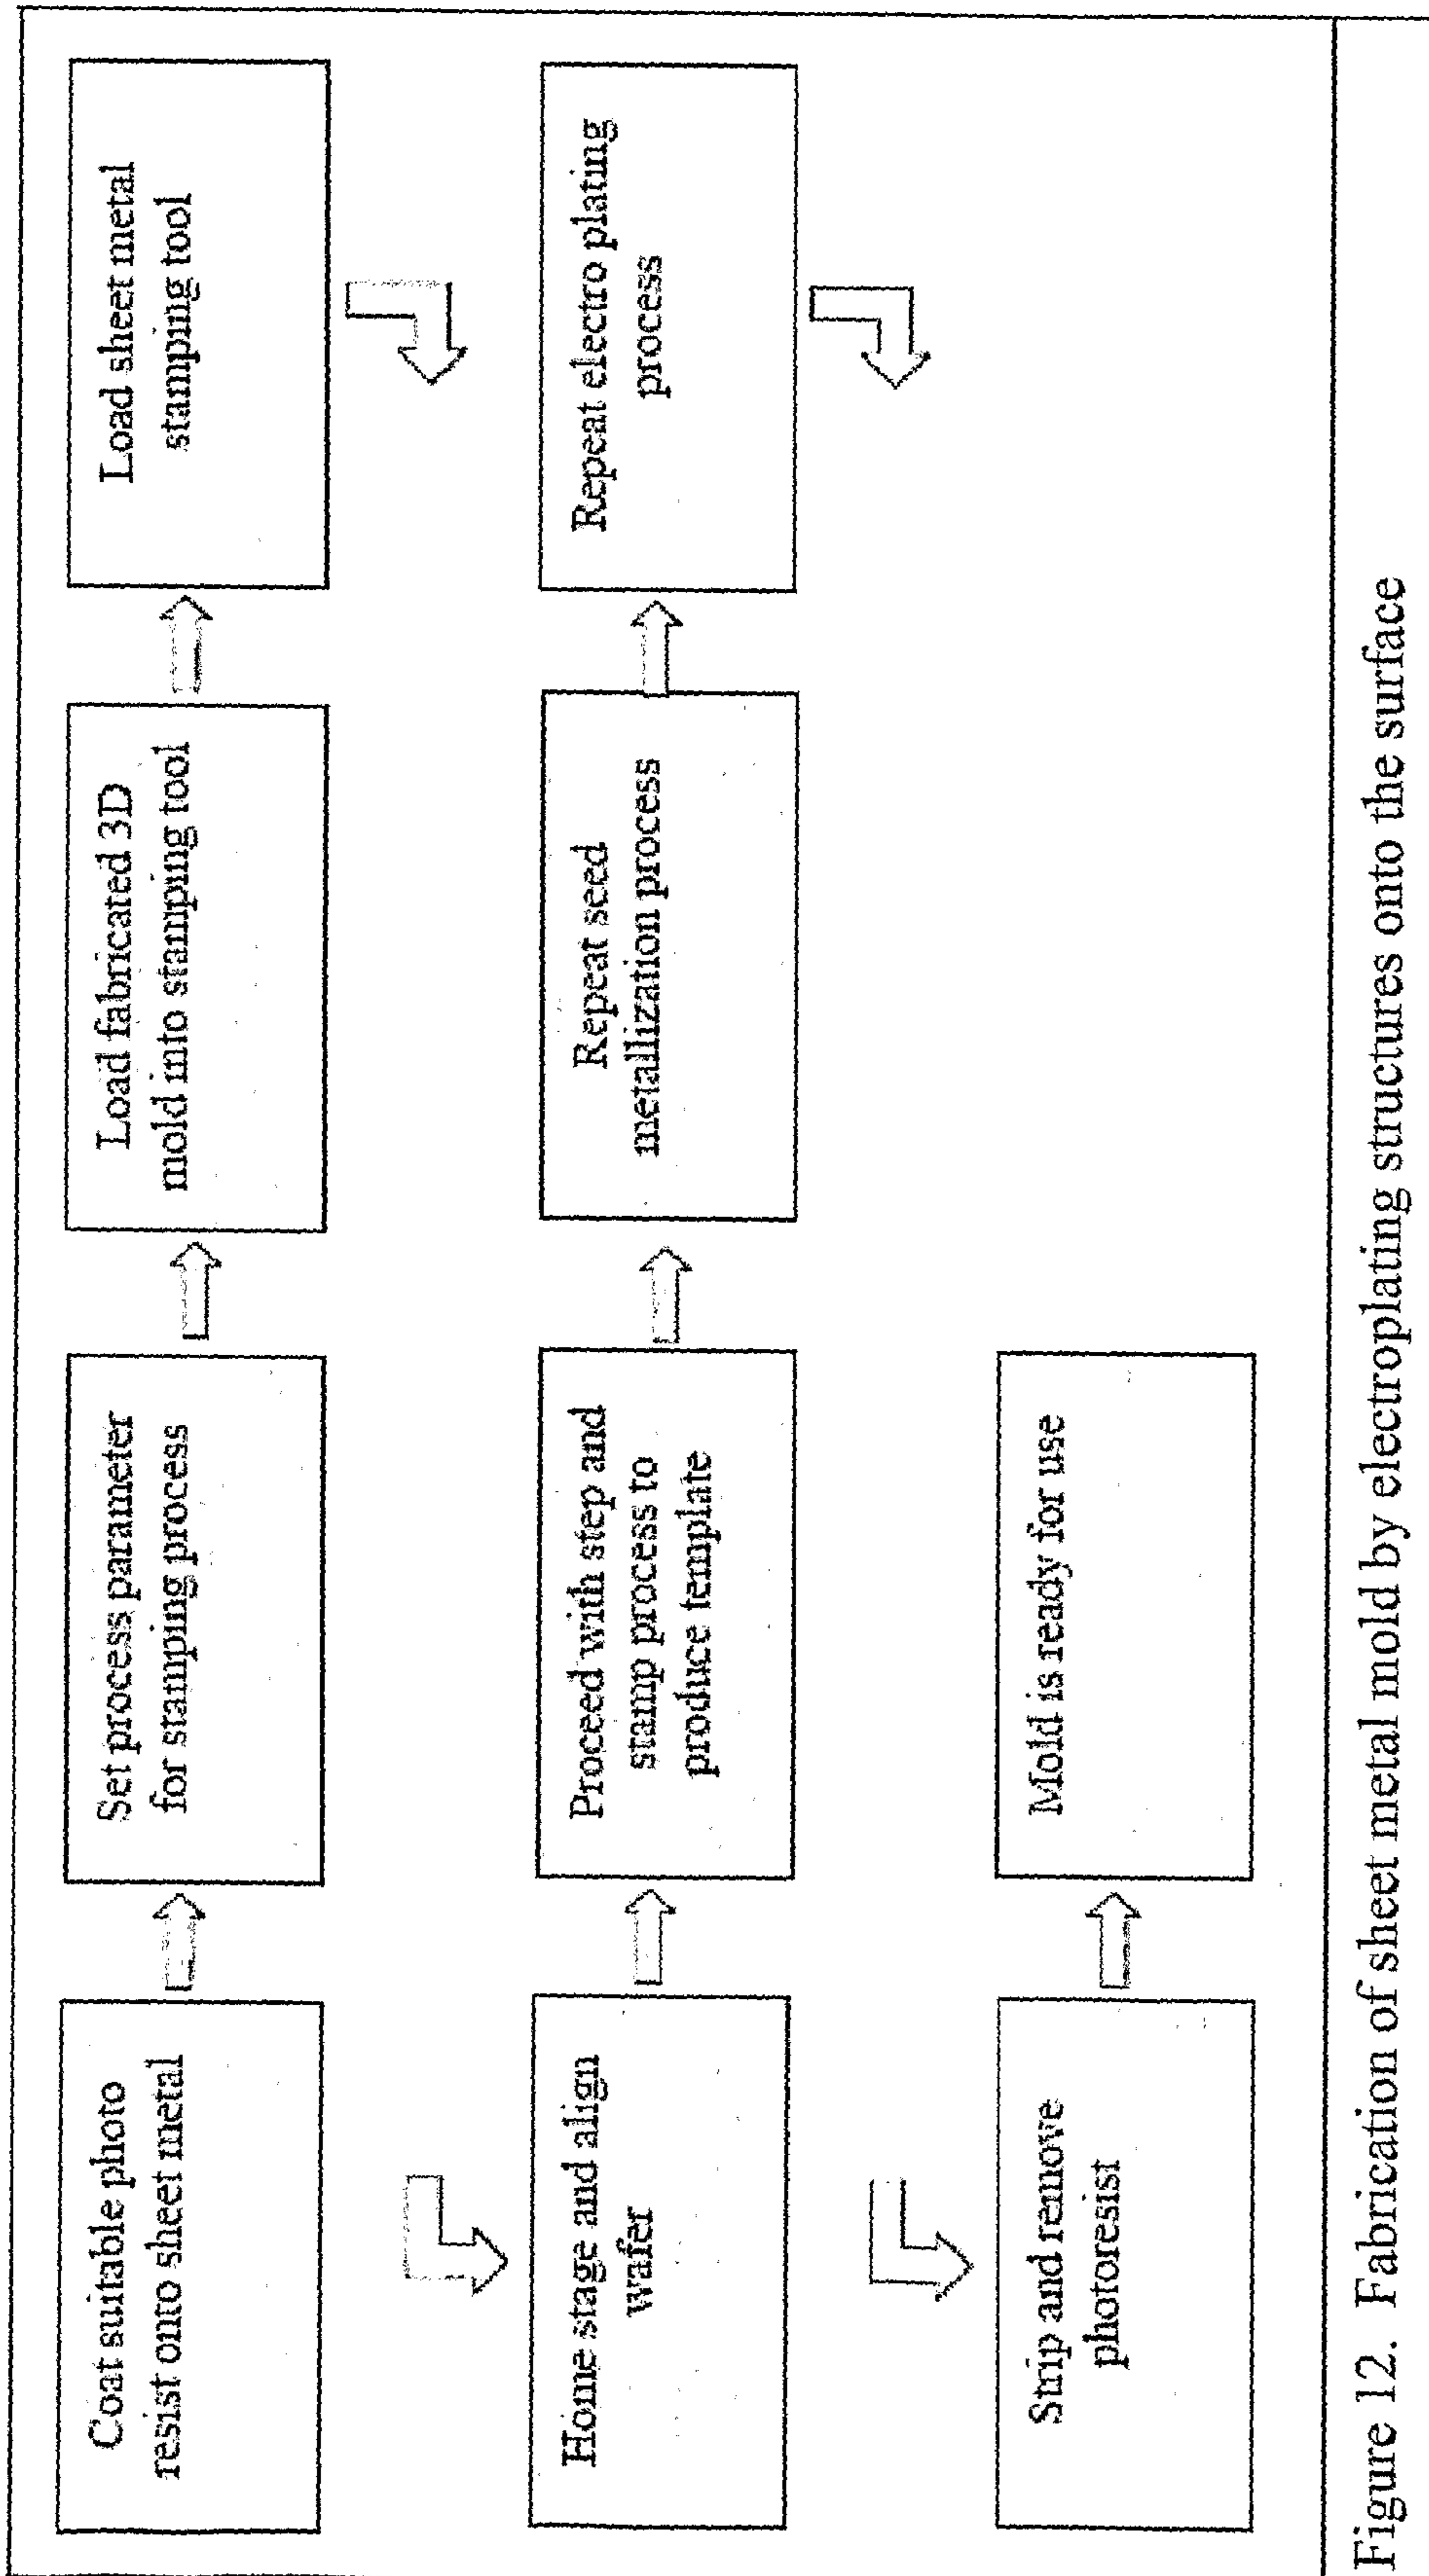 Coat suitable photo
resist onto sheet metal
Set process parameter
for stamping process
Load fabricated 3D
mold into stamping tool
Load sheet metal
stamping tool
Home stage and align
wafer
Proceed with step and
stamp process to
produce template
Repeat seed
metallization process
Repeat electro plating
process
Strip and remove
photoresist
Mold is ready for use
Figure 12. Fabrication of sheet metal mold by electroplating structures onto the surface